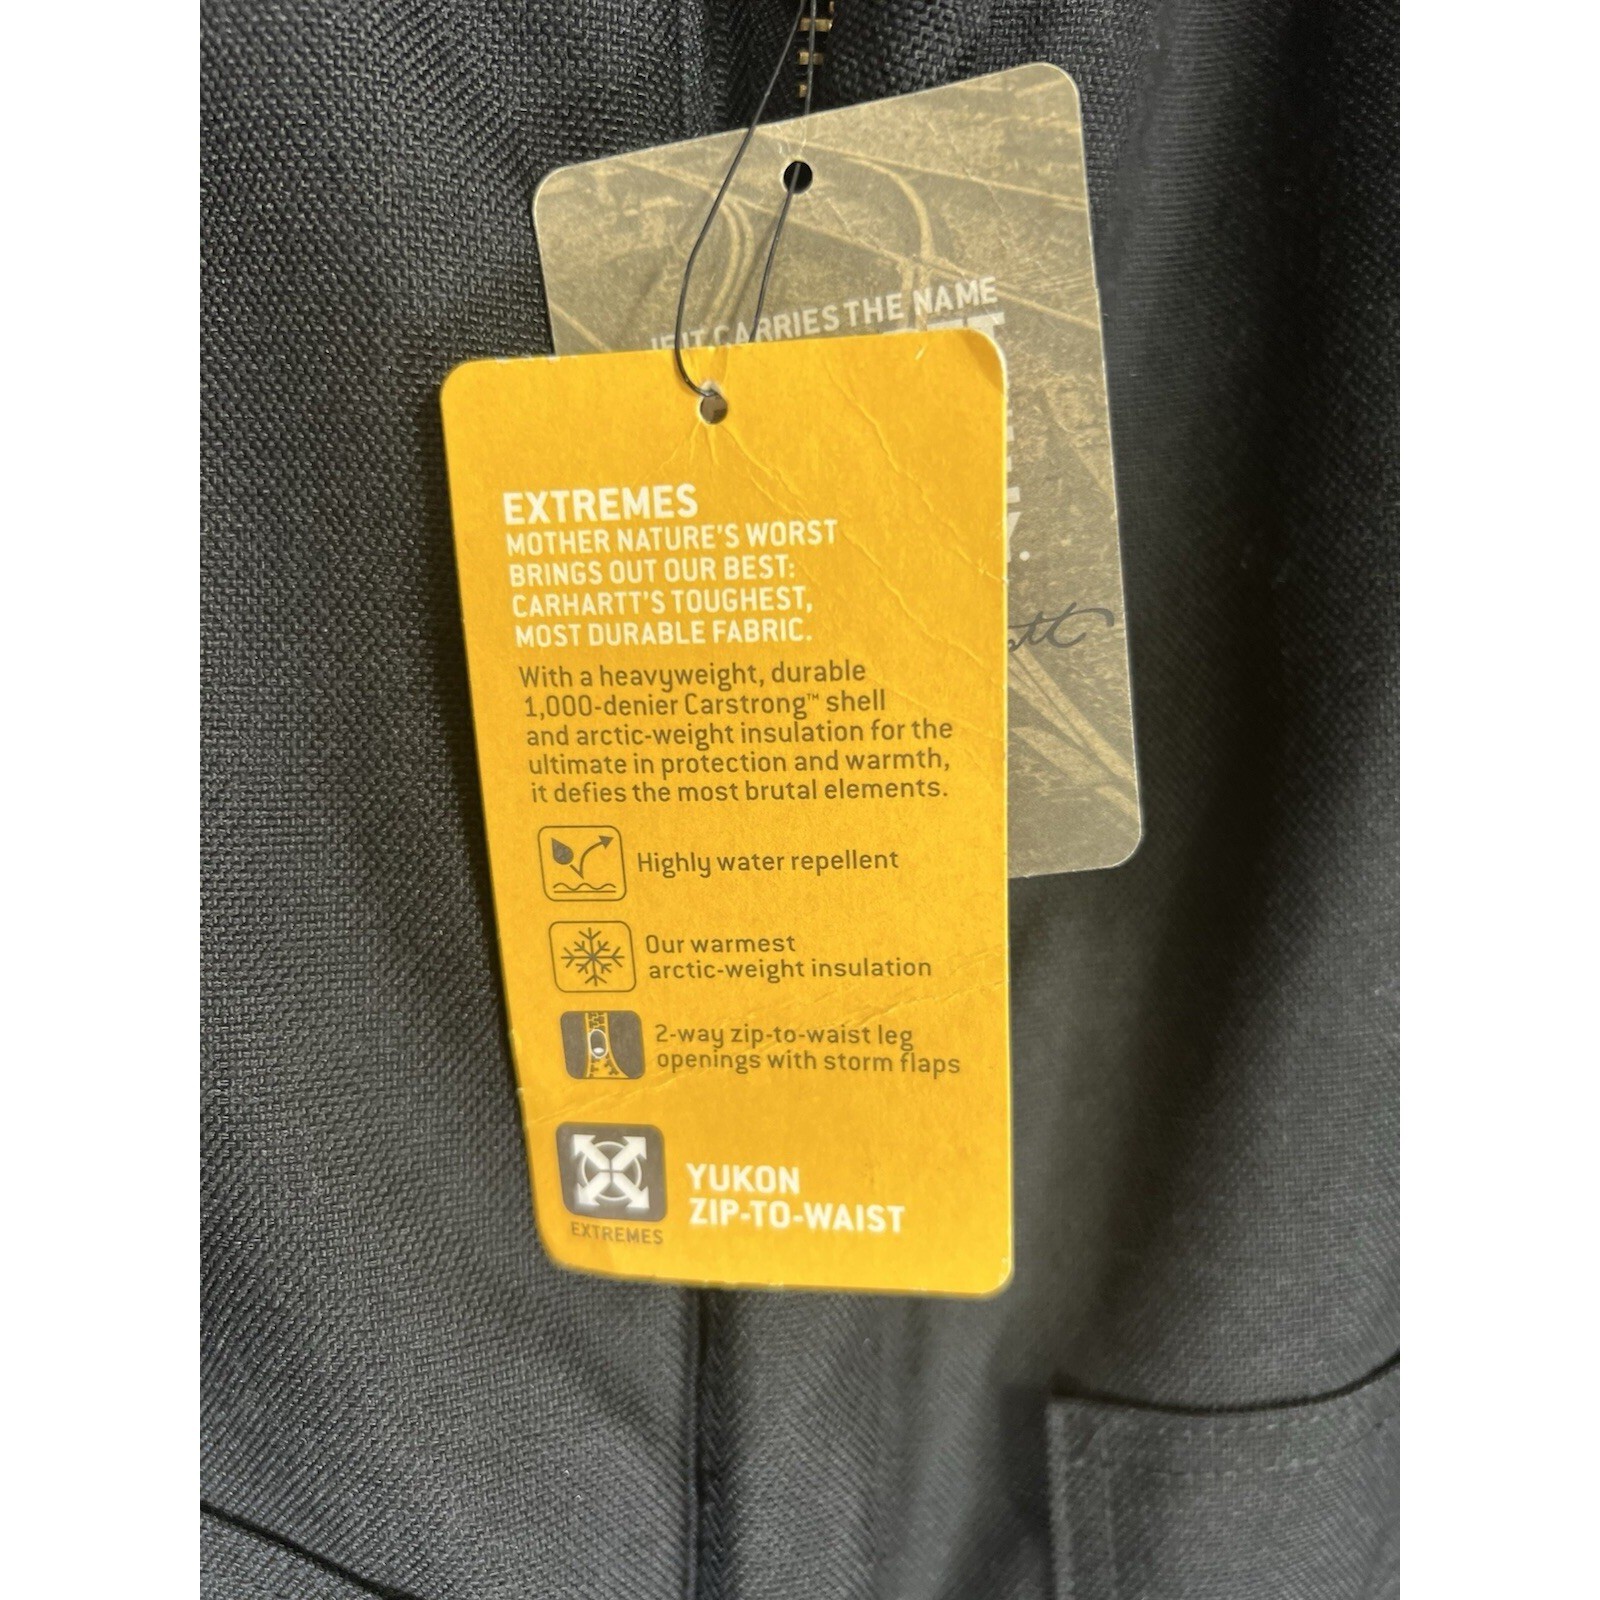 IF IT CARRIES THE NAME
EXTREMES
MOTHER NATURE'S WORST
BRINGS OUT OUR BEST:
CARHARTT'S TOUGHEST,
MOST DURABLE FABRIC.
With a heavyweight, durable
1,000-denier Carstrong™ shell
and arctic-weight insulation for the
ultimate in protection and warmth,
it defies the most brutal elements.
Highly water repellent
Our warmest
arctic-weight insulation
2-way zip-to-waist leg
openings with storm flaps
EXTREMES
YUKON
ZIP-TO-WAIST